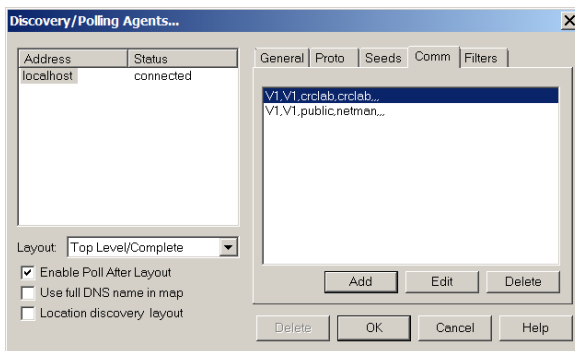 Discovery/Polling Agents...
Address Status
localhost connected
General Proto Seeds Comm Filters
V1,V1,crclab,crclab,,,
V1,V1,public,netman,,,
Layout: Top Level/Complete
Enable Poll After Layout
Use full DNS name in map
Location discovery layout
Add Edit Delete
Delete OK Cancel Help